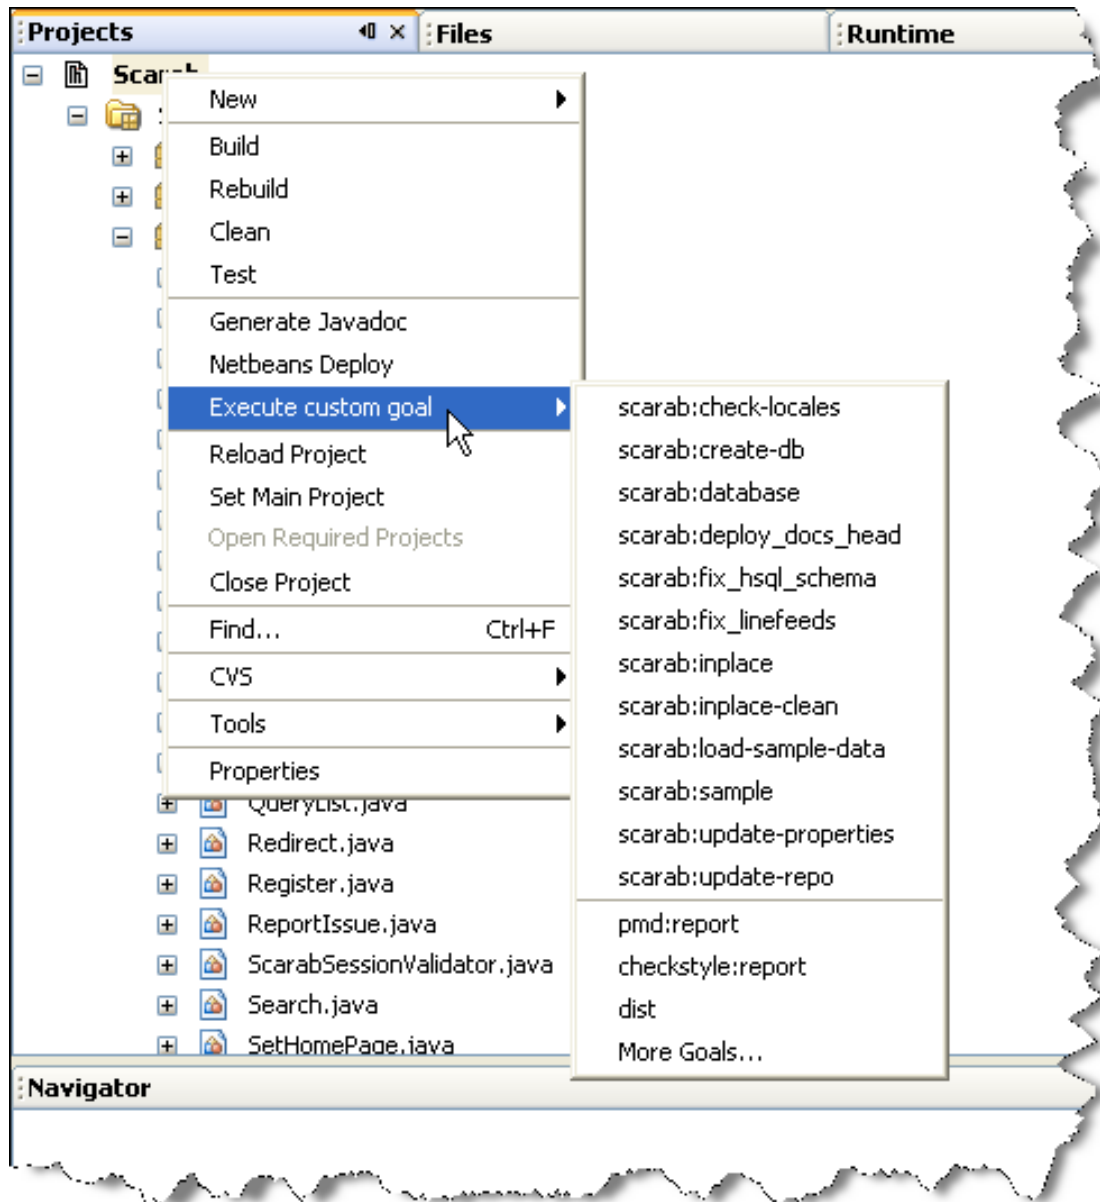 Projects
Files
Runtime
Scarab
New
Build
Rebuild
Clean
Test
Generate Javadoc
Netbeans Deploy
Execute custom goal
Reload Project
Set Main Project
Open Required Projects
Close Project
Find... Ctrl+F
CVS
Tools
Properties
scarab:check-locales
scarab:create-db
scarab:database
scarab:deploy_docs_head
scarab:fix_hsql_schema
scarab:fix_linefeeds
scarab:inplace
scarab:inplace-clean
scarab:load-sample-data
scarab:sample
scarab:update-properties
scarab:update-repo
pmd:report
checkstyle:report
dist
More Goals...
QueryList.java
Redirect.java
Register.java
ReportIssue.java
ScarabSessionValidator.java
Search.java
SetHomePage.java
Navigator